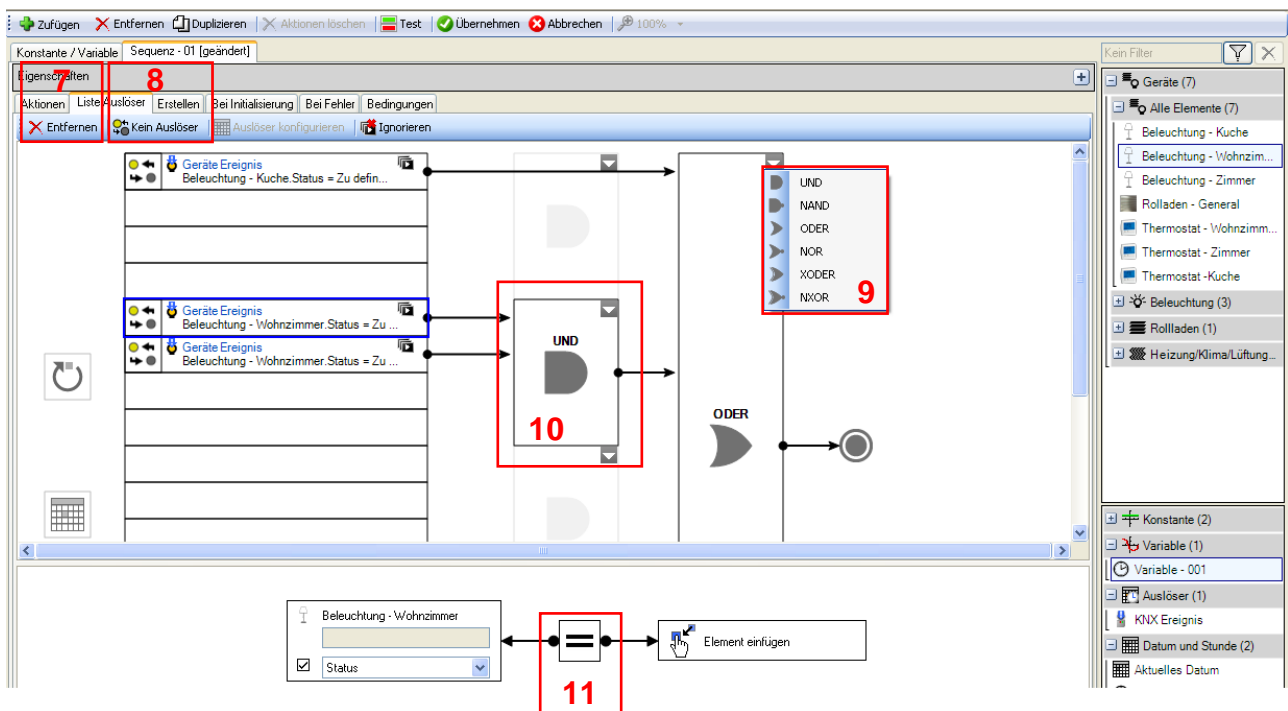 Zufügen Entfernen Duplizieren Aktionen löschen Test Übernehmen Abbrechen 100%
Konstante / Variable Sequenz - 01 [geändert]
Eigenschaften
7 8
Aktionen Liste Auslöser Erstellen Bei Initialisierung Bei Fehler Bedingungen
Entfernen Kein Auslöser Auslöser konfigurieren Ignorieren
Geräte Ereignis
Beleuchtung - Kuche.Status = Zu defin...
Geräte Ereignis
Beleuchtung - Wohnzimmer.Status = Zu ...
Geräte Ereignis
Beleuchtung - Wohnzimmer.Status = Zu ...
UND
10
UND
NAND
ODER
NOR
XODER
NXOR
9
ODER
Beleuchtung - Wohnzimmer
Status
11
Element einfügen
Kein Filter
Geräte (7)
Alle Elemente (7)
Beleuchtung - Kuche
Beleuchtung - Wohnzim...
Beleuchtung - Zimmer
Rolladen - General
Thermostat - Wohnzimm...
Thermostat - Zimmer
Thermostat -Kuche
Beleuchtung (3)
Rollladen (1)
Heizung/Klima/Lüftung...
Konstante (2)
Variable (1)
Variable - 001
Auslöser (1)
KNX Ereignis
Datum und Stunde (2)
Aktuelles Datum